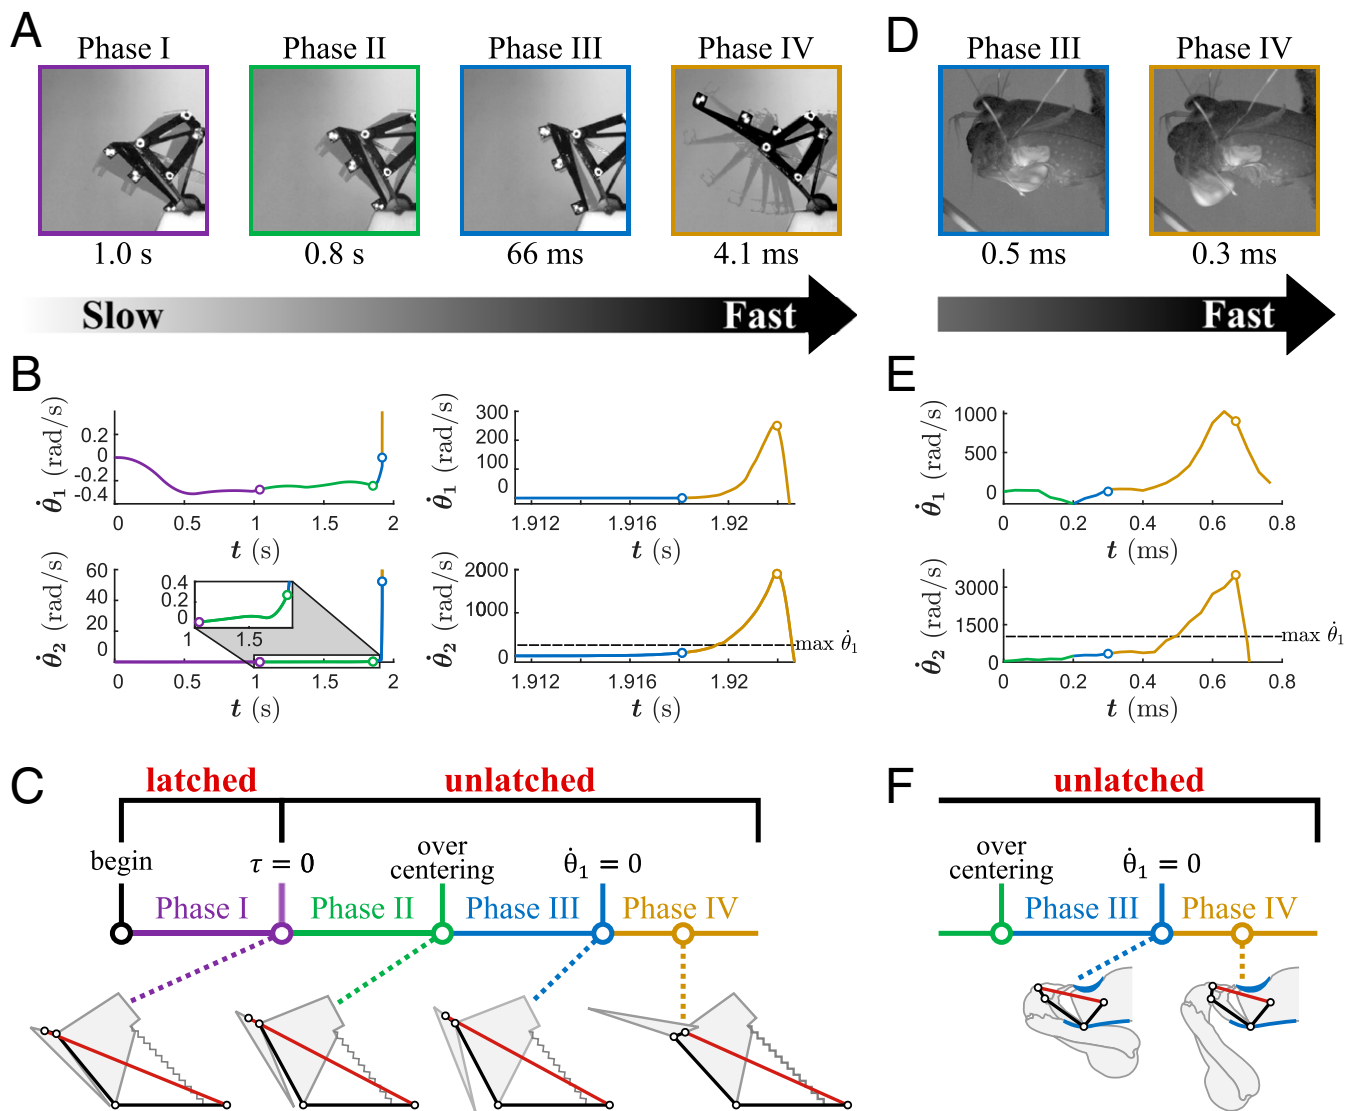 A
Phase I
Phase II
Phase III
Phase IV
1.0 s
0.8 s
66 ms
4.1 ms
Slow
Fast
D
Phase III
Phase IV
0.5 ms
0.3 ms
Fast
B
θ̇₁ (rad/s)
0.2
0
-0.2
-0.4
0 0.5 1 1.5 2
t (s)
θ̇₁ (rad/s)
300
200
100
0
1.912 1.916 1.92
t (s)
θ̇₂ (rad/s)
60
40
20
0
0.4
0.2
0
1 1.5
0 0.5 1 1.5 2
t (s)
θ̇₂ (rad/s)
2000
1000
0
max θ̇₁
1.912 1.916 1.92
t (s)
E
θ̇₁ (rad/s)
1000
500
0
0 0.2 0.4 0.6 0.8
t (ms)
θ̇₂ (rad/s)
3000
1500
0
max θ̇₁
0 0.2 0.4 0.6 0.8
t (ms)
C
latched
unlatched
begin
τ = 0
over
centering
θ̇₁ = 0
Phase I
Phase II
Phase III
Phase IV
F
unlatched
over
centering
θ̇₁ = 0
Phase III
Phase IV